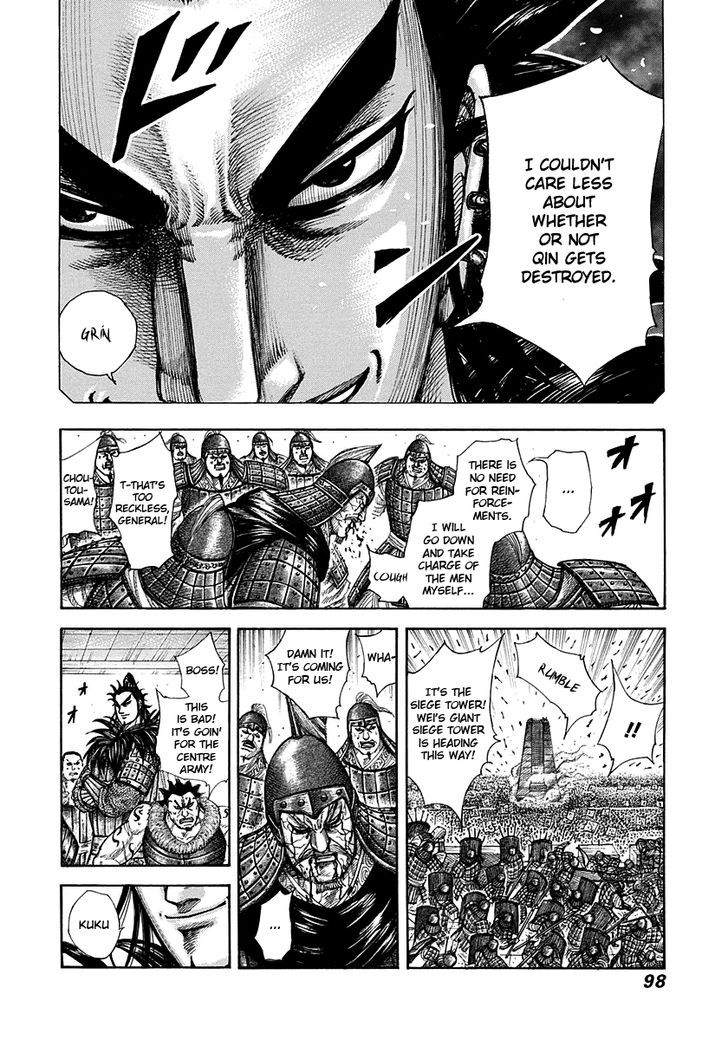 ド
I COULDN'T
CARE LESS
ABOUT
WHETHER
OR NOT
QIN GETS
DESTROYED.
GRIN
...
THERE IS
NO NEED
FOR REIN-
FORCE-
MENTS.
I WILL
GO DOWN
AND TAKE
CHARGE OF
THE MEN
MYSELF...
COUGH
T-THAT'S
TOO
RECKLESS,
GENERAL!
CHOU-
TOU-
SAMA!
オオ
!!
RUMBLE
IT'S THE
SIEGE TOWER!
WEI'S GIANT
SIEGE TOWER
IS HEADING
THIS WAY!
WHA-
DAMN IT!
IT'S COMING
FOR US!
...
BOSS!
THIS
IS BAD!
IT'S GOIN'
FOR THE
CENTRE
ARMY!
オオ
KUKU
98